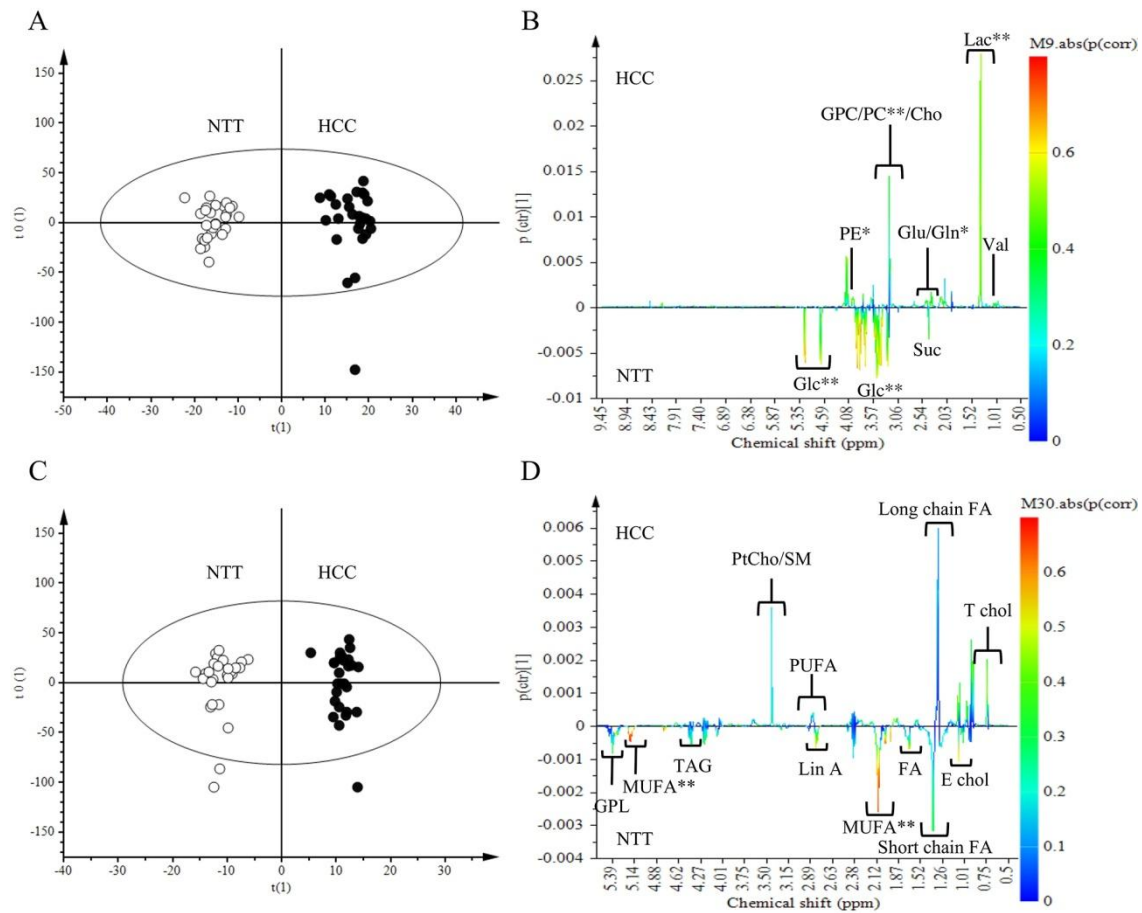 A
150
100
50
0
-50
-100
-150
NTT
HCC
t0 (1)
-50 -40 -30 -20 -10 0 10 20 30 40
t(1)
B
HCC
Lac**
M9.abs(p(corr)
0.025
0.02
0.015
0.01
0.005
0
-0.005
-0.01
p (ctr)[1]
GPC/PC**/Cho
PE*
Glu/Gln*
Val
Suc
Glc**
Glc**
NTT
0.6
0.4
0.2
0
9.45 8.94 8.43 7.91 7.40 6.89 6.38 5.87 5.35 4.59 4.08 3.57 3.06 2.54 2.03 1.52 1.01 0.50
Chemical shift (ppm)
C
150
100
50
0
-50
-100
-150
NTT
HCC
t0 (1)
-30 -20 -10 0 10 20 30
t(1)
D
HCC
Long chain FA
M30.abs(p(corr)
0.006
0.005
0.004
0.003
0.002
0.001
0
-0.001
-0.002
-0.003
-0.004
p(ctr)[1]
PtCho/SM
T chol
PUFA
GPL
MUFA**
TAG
Lin A
FA
E chol
MUFA**
Short chain FA
NTT
0.6
0.5
0.4
0.3
0.2
0.1
0
5.39 5.14 4.88 4.62 4.27 4.01 3.76 3.50 3.15 2.89 2.63 2.38 2.12 1.87 1.52 1.26 1.01 0.75 0.5
Chemical shift (ppm)